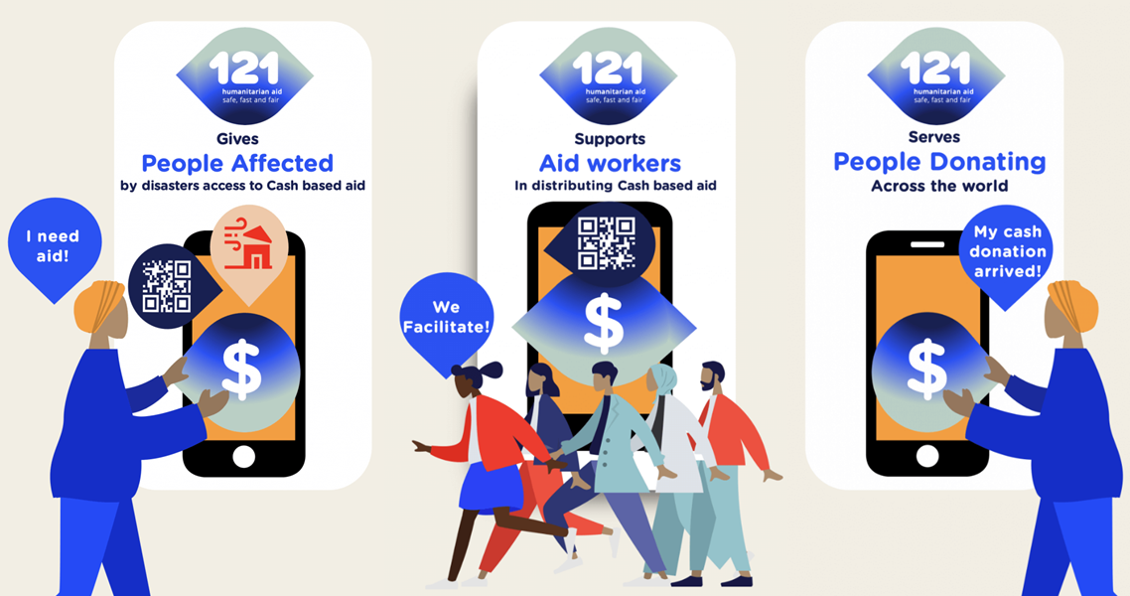 121
humanitarian aid
safe, fast and fair
Gives
People Affected
by disasters access to Cash based aid
I need
aid!
$
121
humanitarian aid
safe, fast and fair
Supports
Aid workers
In distributing Cash based aid
We
Facilitate!
$
121
humanitarian aid
safe, fast and fair
Serves
People Donating
Across the world
My cash
donation
arrived!
$